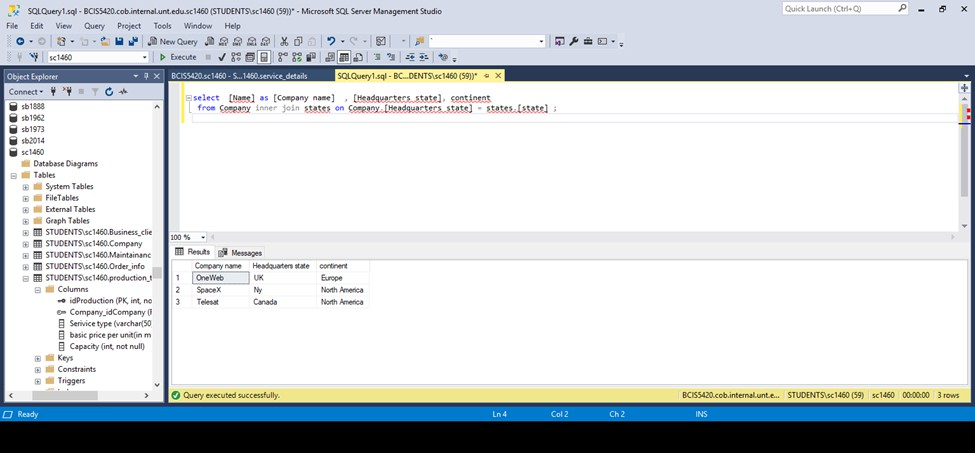 SQLQuery1.sql - BCIS5420.cob.internal.unt.edu.sc1460 (STUDENTS\sc1460 (59))* - Microsoft SQL Server Management Studio
Quick Launch (Ctrl+Q)
File Edit View Query Project Tools Window Help
New Query
sc1460
Execute
Object Explorer
BCIS5420.sc1460 - S...1460.service_details
SQLQuery1.sql - BC...DENTS\sc1460 (59))*
Connect
sb1888
sb1962
sb1973
sb2014
sc1460
Database Diagrams
Tables
System Tables
FileTables
External Tables
Graph Tables
STUDENTS\sc1460.Business_clie
STUDENTS\sc1460.Company
STUDENTS\sc1460.Maintainanc
STUDENTS\sc1460.Order_info
STUDENTS\sc1460.production_t
Columns
idProduction (PK, int, no
Company_idCompany (F
Serivice type (varchar(50
basic price per unit(in m
Capacity (int, not null)
Keys
Constraints
Triggers
select [Name] as [Company name] , [Headquarters state], continent
from Company inner join states on Company.[Headquarters state] = states.[state] ;
100 %
Results Messages
Company name Headquarters state continent
1 OneWeb UK Europe
2 SpaceX Ny North America
3 Telesat Canada North America
Query executed successfully.
BCIS5420.cob.internal.unt.e... STUDENTS\sc1460 (59) sc1460 00:00:00 3 rows
Ready Ln 4 Col 2 Ch 2 INS